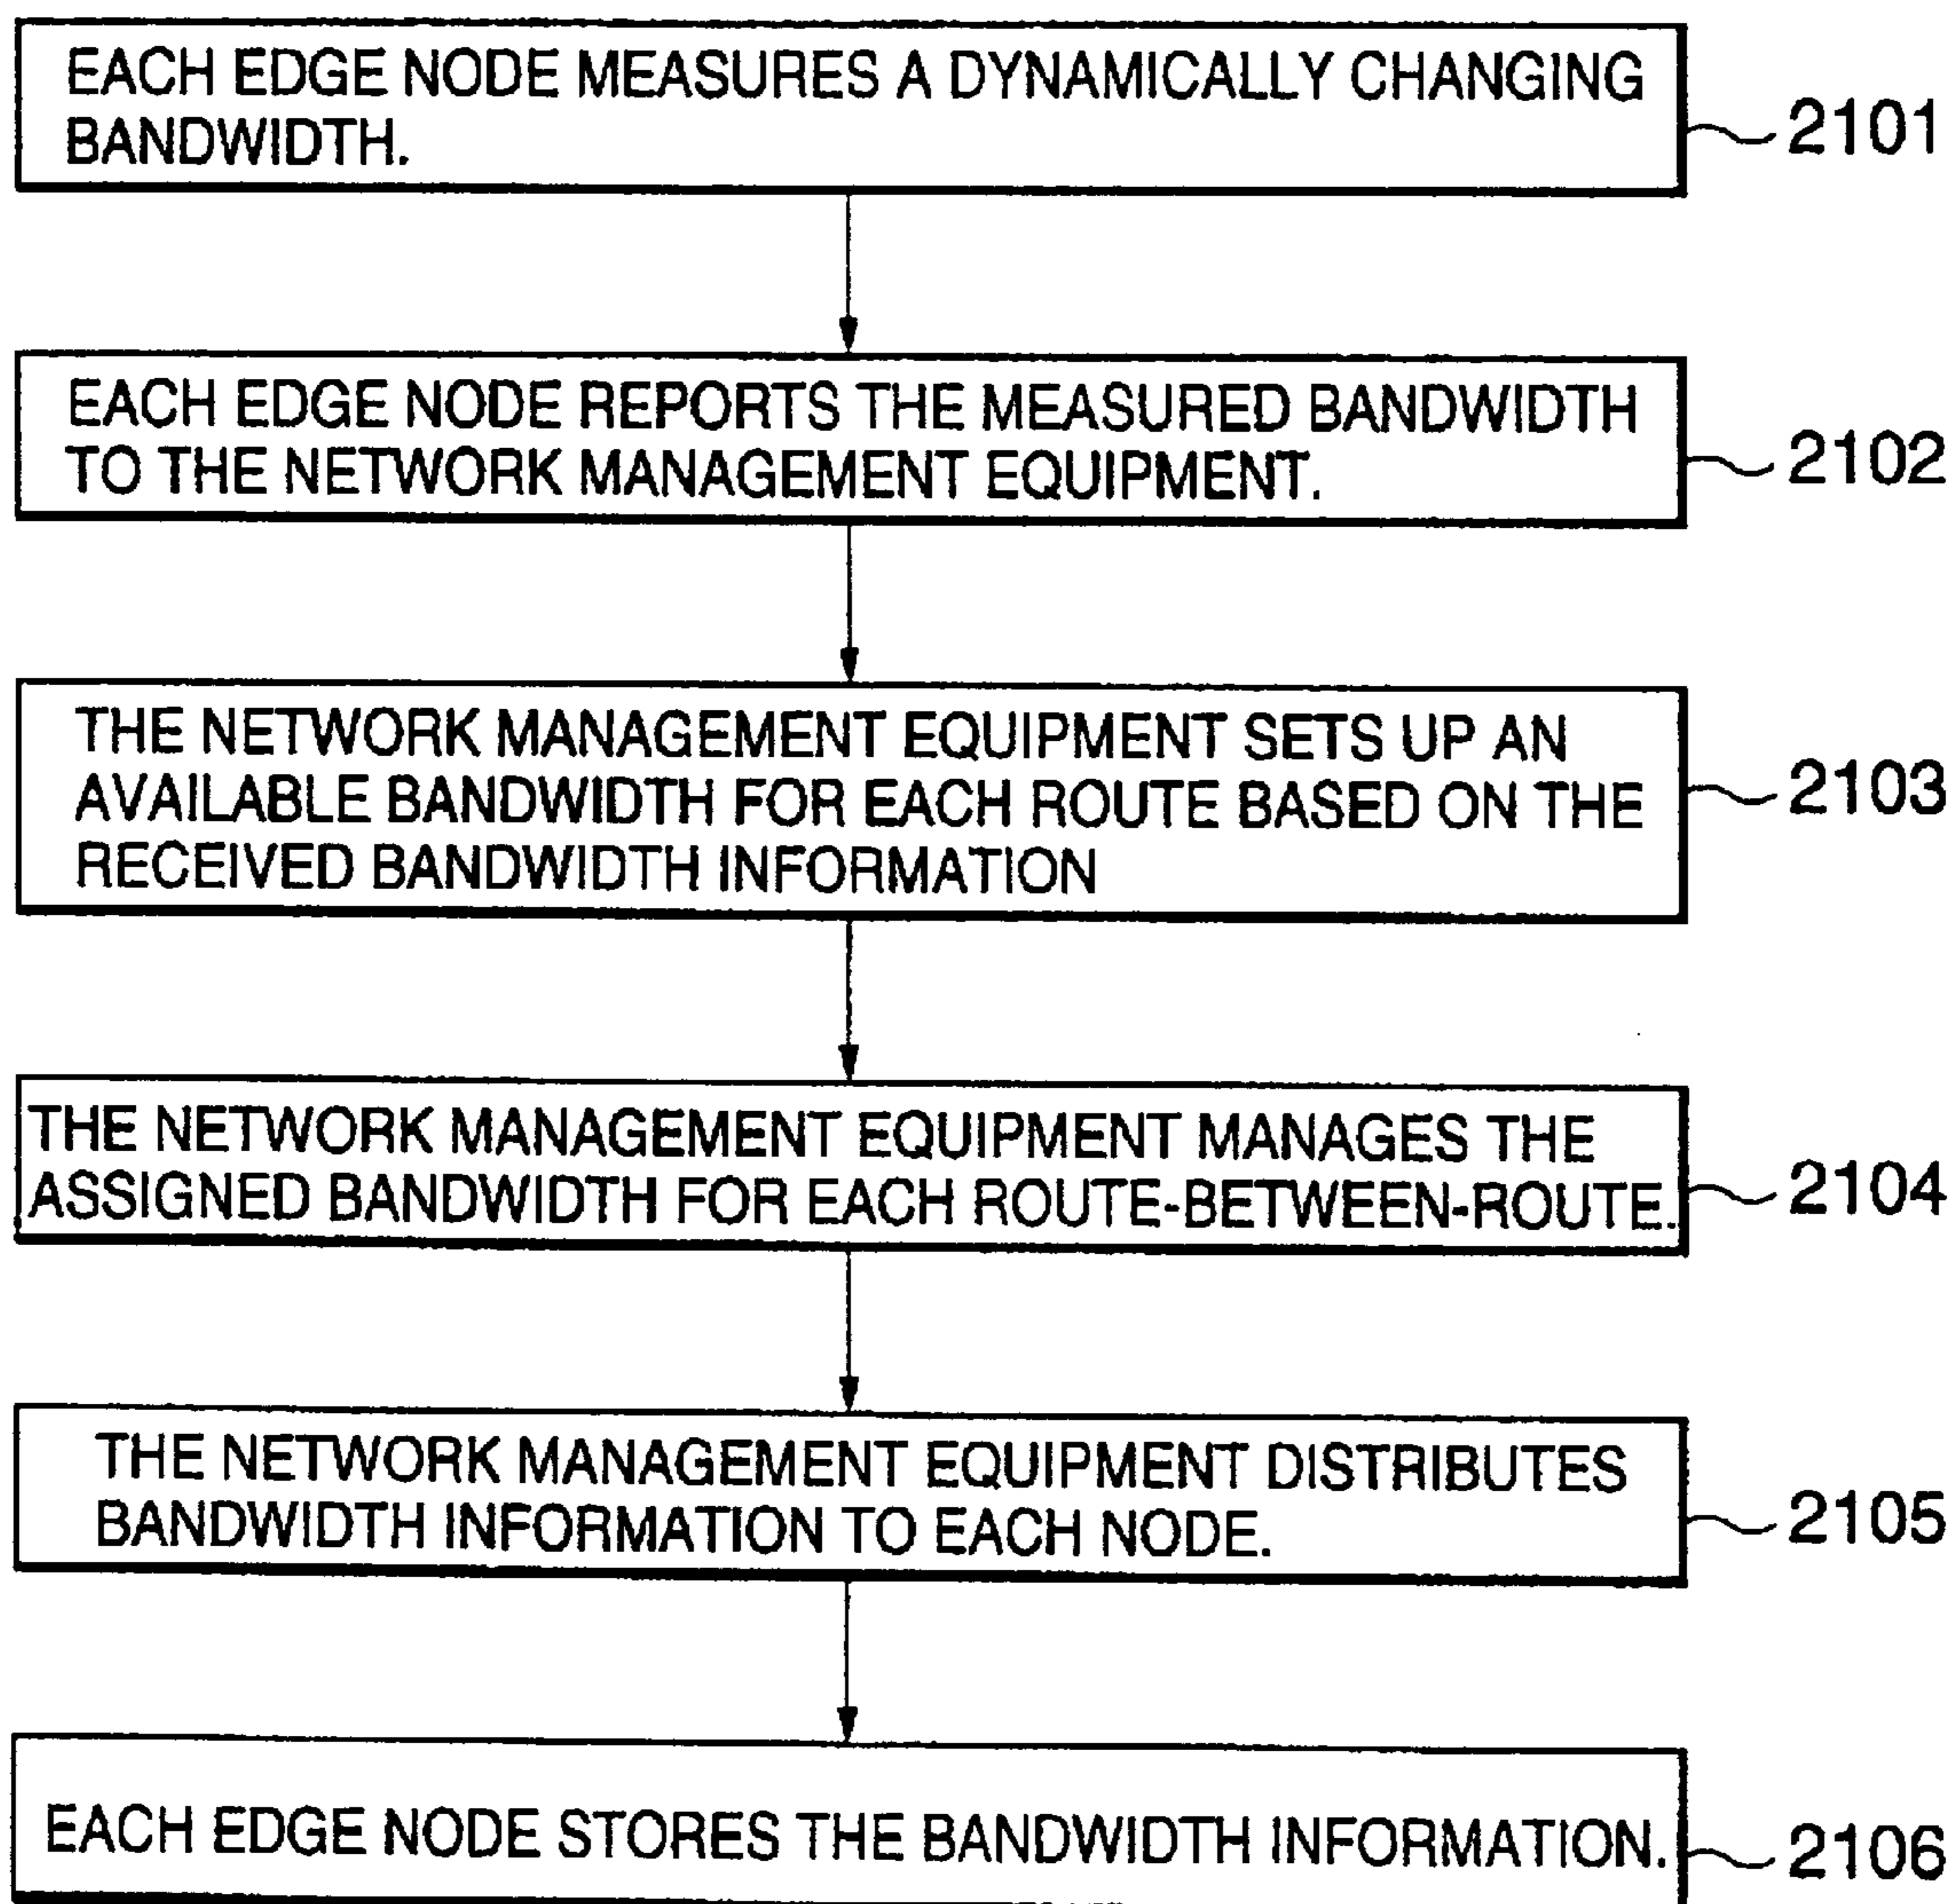 EACH EDGE NODE MEASURES A DYNAMICALLY CHANGING
BANDWIDTH.
2101
EACH EDGE NODE REPORTS THE MEASURED BANDWIDTH
TO THE NETWORK MANAGEMENT EQUIPMENT.
2102
THE NETWORK MANAGEMENT EQUIPMENT SETS UP AN
AVAILABLE BANDWIDTH FOR EACH ROUTE BASED ON THE
RECEIVED BANDWIDTH INFORMATION
2103
THE NETWORK MANAGEMENT EQUIPMENT MANAGES THE
ASSIGNED BANDWIDTH FOR EACH ROUTE-BETWEEN-ROUTE.
2104
THE NETWORK MANAGEMENT EQUIPMENT DISTRIBUTES
BANDWIDTH INFORMATION TO EACH NODE.
2105
EACH EDGE NODE STORES THE BANDWIDTH INFORMATION.
2106